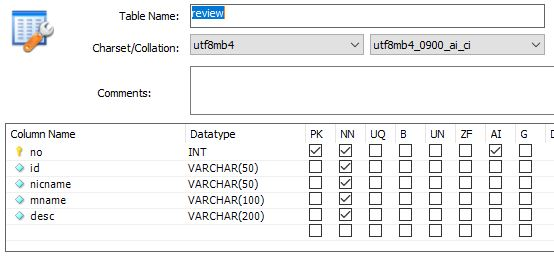 Table Name: review
Charset/Collation: utf8mb4 utf8mb4_0900_ai_ci
Comments:
Column Name Datatype PK NN UQ B UN ZF AI G
no INT
id VARCHAR(50)
nicname VARCHAR(50)
mname VARCHAR(100)
desc VARCHAR(200)